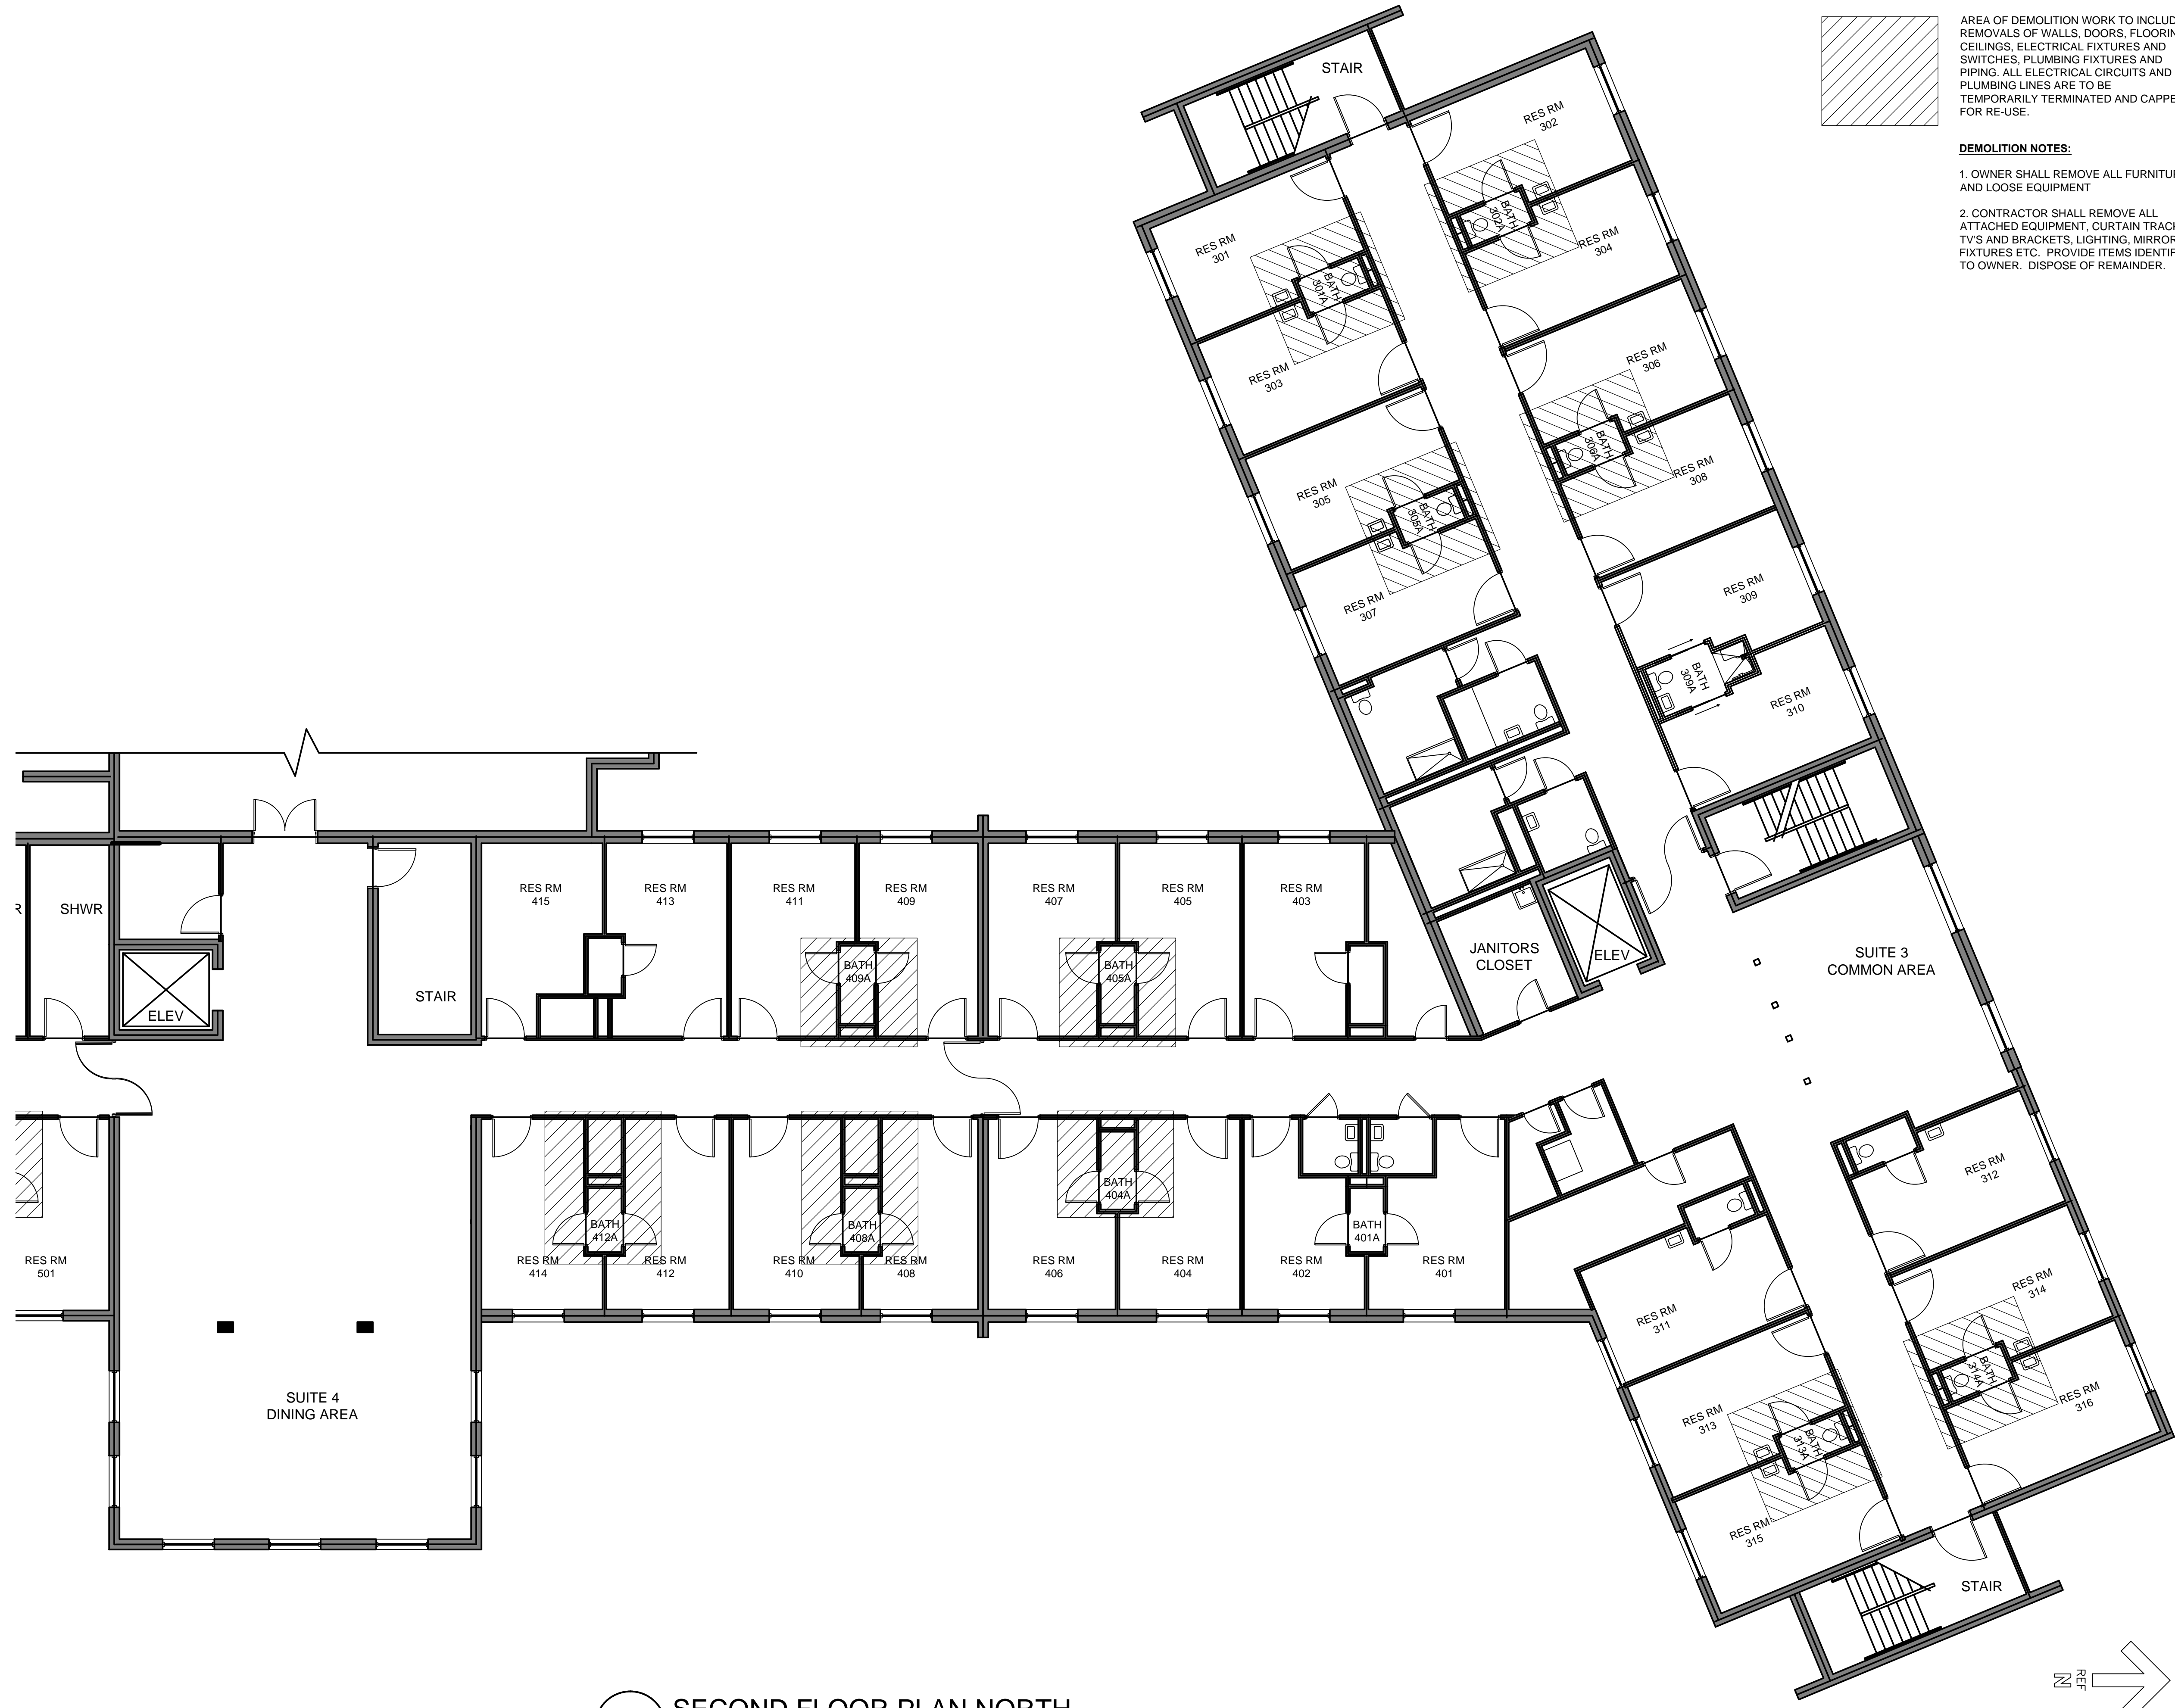 AREA OF DEMOLITION WORK TO INCLUD
REMOVALS OF WALLS, DOORS, FLOORIN
CEILINGS, ELECTRICAL FIXTURES AND
SWITCHES, PLUMBING FIXTURES AND
PIPING. ALL ELECTRICAL CIRCUITS AND
PLUMBING LINES ARE TO BE
TEMPORARILY TERMINATED AND CAPPE
FOR RE-USE.
DEMOLITION NOTES:
1. OWNER SHALL REMOVE ALL FURNITU
AND LOOSE EQUIPMENT
2. CONTRACTOR SHALL REMOVE ALL
ATTACHED EQUIPMENT, CURTAIN TRACK
TV'S AND BRACKETS, LIGHTING, MIRROR
FIXTURES ETC. PROVIDE ITEMS IDENTIF
TO OWNER. DISPOSE OF REMAINDER.
STAIR
RES RM
302
BATH
302A
RES RM
304
RES RM
301
BATH
301A
RES RM
303
RES RM
306
BATH
306A
RES RM
308
RES RM
305
BATH
305A
RES RM
307
RES RM
309
BATH
309A
RES RM
310
R
SHWR
ELEV
STAIR
RES RM
415
RES RM
413
RES RM
411
RES RM
409
BATH
409A
RES RM
407
RES RM
405
BATH
405A
RES RM
403
JANITORS
CLOSET
ELEV
SUITE 3
COMMON AREA
RES RM
501
RES RM
414
BATH
412A
RES RM
412
RES RM
410
BATH
408A
RES RM
408
RES RM
406
BATH
404A
RES RM
404
RES RM
402
BATH
401A
RES RM
401
RES RM
312
RES RM
311
RES RM
314
BATH
314A
RES RM
316
RES RM
313
BATH
313A
RES RM
315
SUITE 4
DINING AREA
STAIR
REF
N
SECOND FLOOR PLAN NORTH